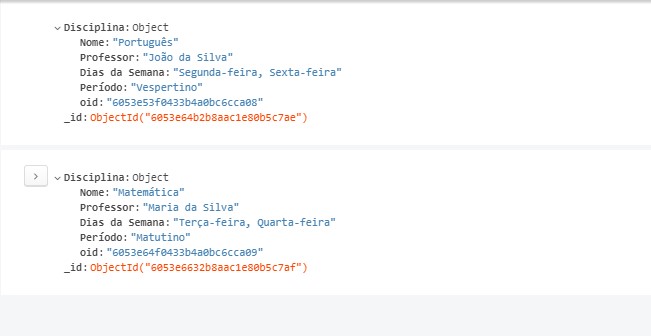 Disciplina: Object
Nome: "Português"
Professor: "João da Silva"
Dias da Semana: "Segunda-feira, Sexta-feira"
Período: "Vespertino"
oid: "6053e53f0433b4a0bc6cca08"
_id: ObjectId("6053e64b2b8aac1e80b5c7ae")
Disciplina: Object
Nome: "Matemática"
Professor: "Maria da Silva"
Dias da Semana: "Terça-feira, Quarta-feira"
Período: "Matutino"
oid: "6053e64f0433b4a0bc6cca09"
_id: ObjectId("6053e6632b8aac1e80b5c7af")